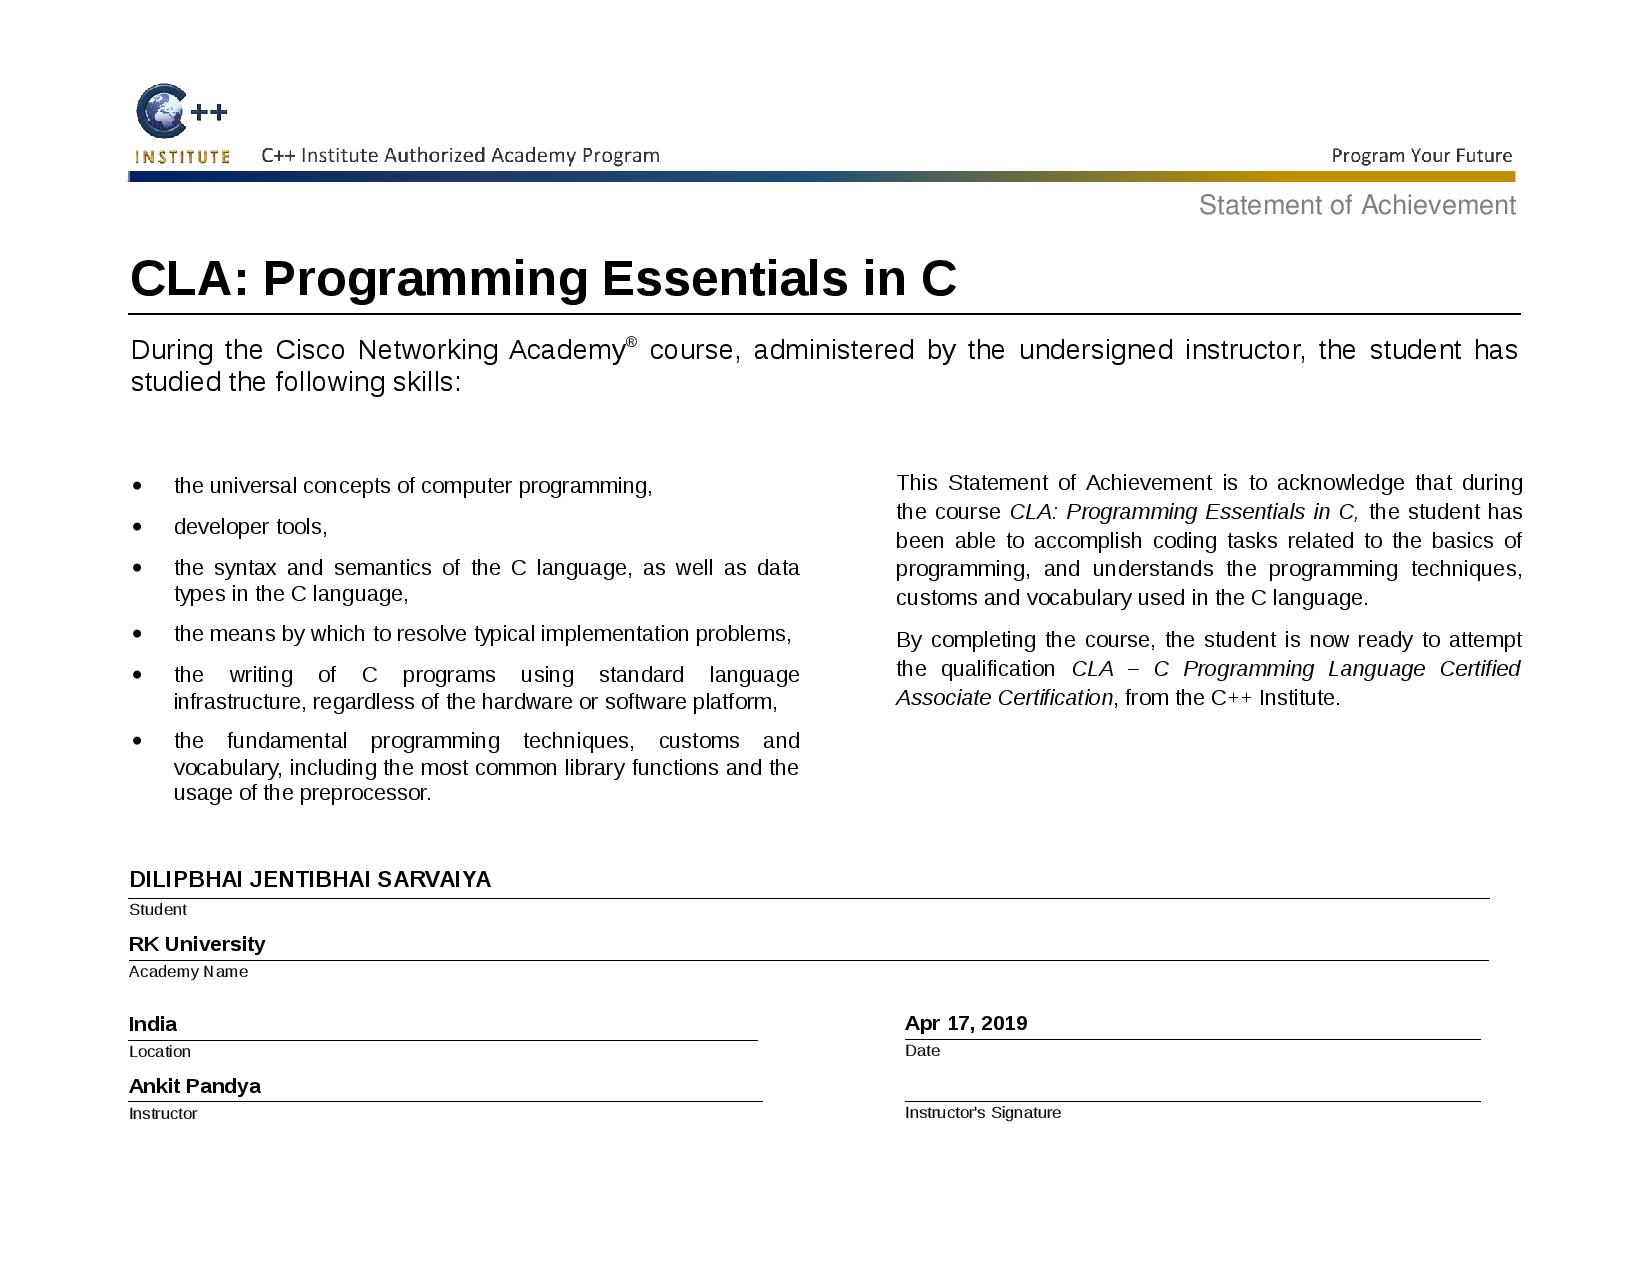 C++
INSTITUTE
C++ Institute Authorized Academy Program
Program Your Future
Statement of Achievement
CLA: Programming Essentials in C
During the Cisco Networking Academy® course, administered by the undersigned instructor, the student has
studied the following skills:
• the universal concepts of computer programming,
• developer tools,
• the syntax and semantics of the C language, as well as data
types in the C language,
• the means by which to resolve typical implementation problems,
• the writing of C programs using standard language
infrastructure, regardless of the hardware or software platform,
• the fundamental programming techniques, customs and
vocabulary, including the most common library functions and the
usage of the preprocessor.
This Statement of Achievement is to acknowledge that during
the course CLA: Programming Essentials in C, the student has
been able to accomplish coding tasks related to the basics of
programming, and understands the programming techniques,
customs and vocabulary used in the C language.
By completing the course, the student is now ready to attempt
the qualification CLA – C Programming Language Certified
Associate Certification, from the C++ Institute.
DILIPBHAI JENTIBHAI SARVAIYA
Student
RK University
Academy Name
India
Location
Apr 17, 2019
Date
Ankit Pandya
Instructor
Instructor's Signature